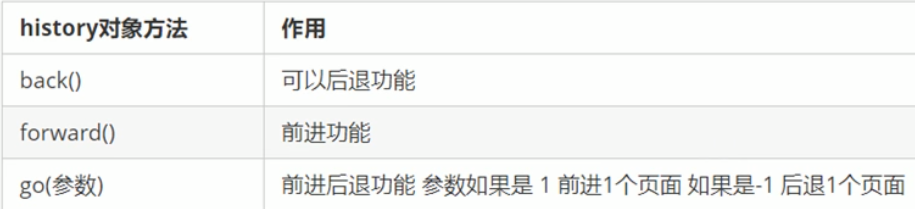 history对象方法 作用
back() 可以后退功能
forward() 前进功能
go(参数) 前进后退功能 参数如果是 1 前进1个页面 如果是-1 后退1个页面